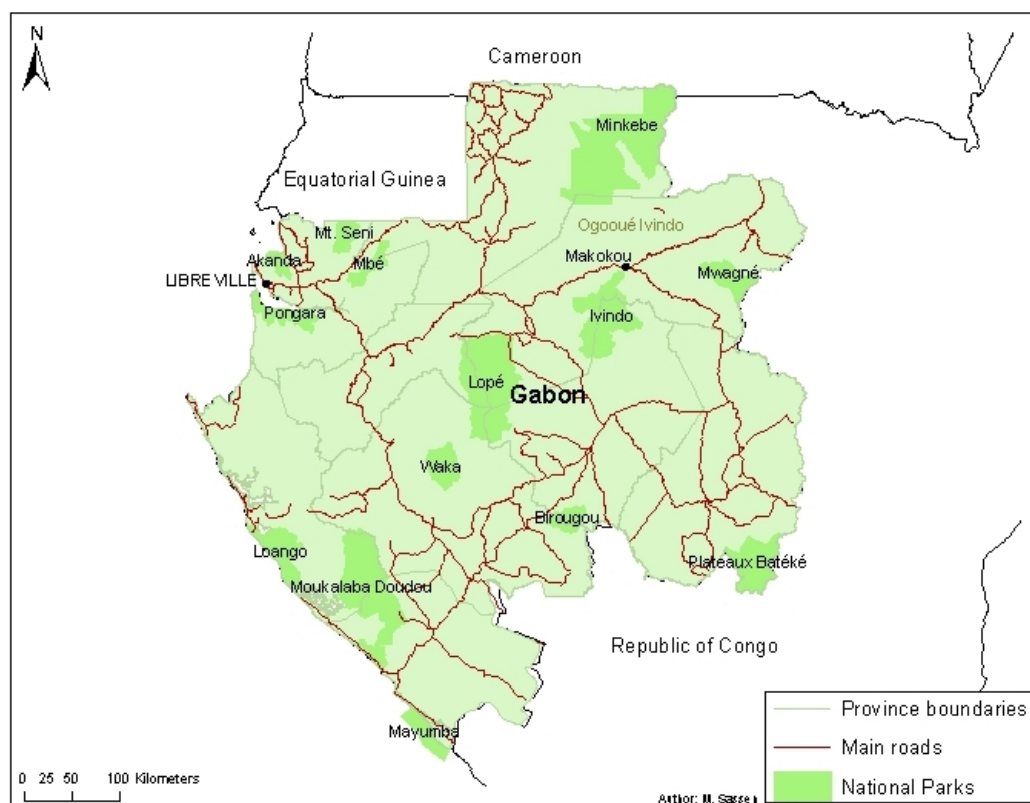 N
Cameroon
Minkebe
Equatorial Guinea
Ogooué Ivindo
Mt. Seni
Mbé
Makokou
Akanda
Mwagné.
LIBREVILLE
Pongara
Ivindo
Lopé
Gabon
Waka
Birougou
Loango
Plateaux Batéké
Moukalaba Doudou
Republic of Congo
Mayumba
Province boundaries
Main roads
National Parks
0 25 50 100 Kilometers
Author: M. Sassen